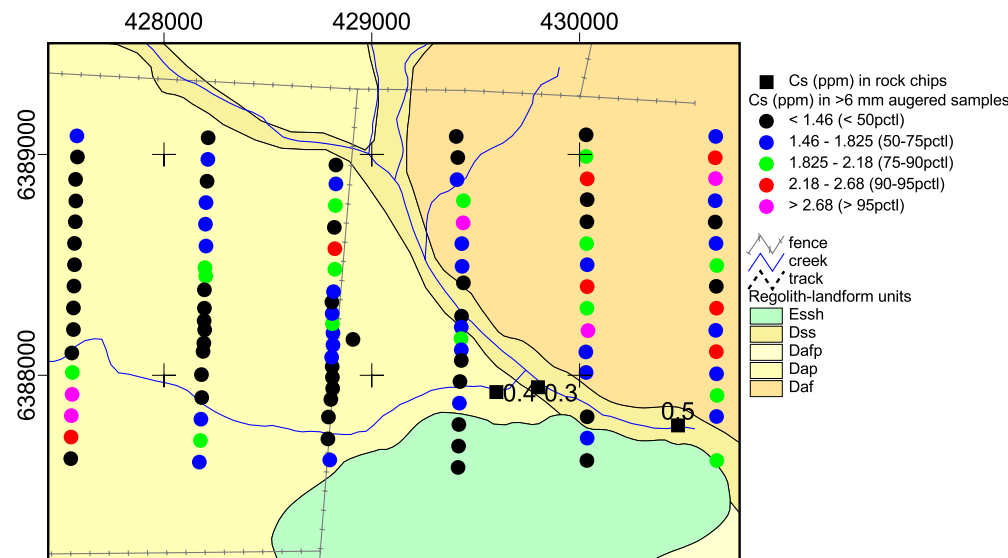 428000 429000 430000
6389000
6388000
0.4 0.3
0.5
Cs (ppm) in rock chips
Cs (ppm) in >6 mm augered samples
< 1.46 (< 50pctl)
1.46 - 1.825 (50-75pctl)
1.825 - 2.18 (75-90pctl)
2.18 - 2.68 (90-95pctl)
> 2.68 (> 95pctl)
fence
creek
track
Regolith-landform units
Essh
Dss
Dafp
Dap
Daf